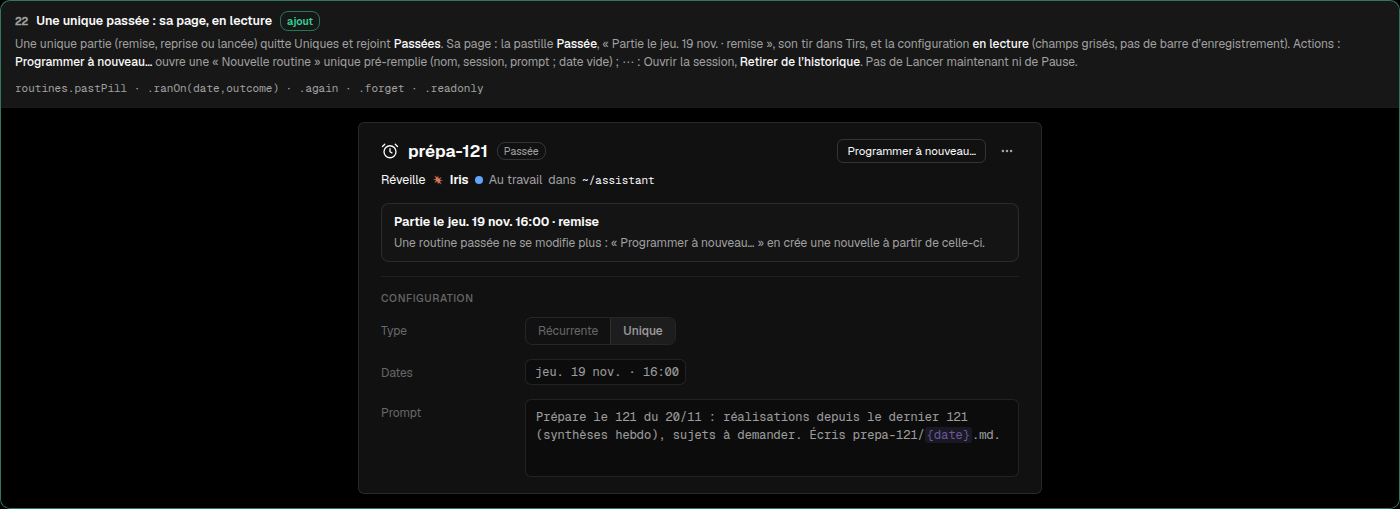 22 Une unique passée : sa page, en lecture ajout
Une unique partie (remise, reprise ou lancée) quitte Uniques et rejoint Passées. Sa page : la pastille Passée, « Partie le jeu. 19 nov. · remise », son tir dans Tirs, et la configuration en lecture (champs grisés, pas de barre d'enregistrement). Actions :
Programmer à nouveau… ouvre une « Nouvelle routine » unique pré-remplie (nom, session, prompt ; date vide) ; ··· : Ouvrir la session, Retirer de l'historique. Pas de Lancer maintenant ni de Pause.
routines.pastPill · .ranOn(date,outcome) · .again · .forget · .readonly
prépa-121 Passée Programmer à nouveau… ···
Réveille Iris Au travail dans ~/assistant
Partie le jeu. 19 nov. 16:00 · remise
Une routine passée ne se modifie plus : « Programmer à nouveau… » en crée une nouvelle à partir de celle-ci.
CONFIGURATION
Type Récurrente Unique
Dates jeu. 19 nov. · 16:00
Prompt Prépare le 121 du 20/11 : réalisations depuis le dernier 121
(synthèses hebdo), sujets à demander. Écris prepa-121/{date}.md.